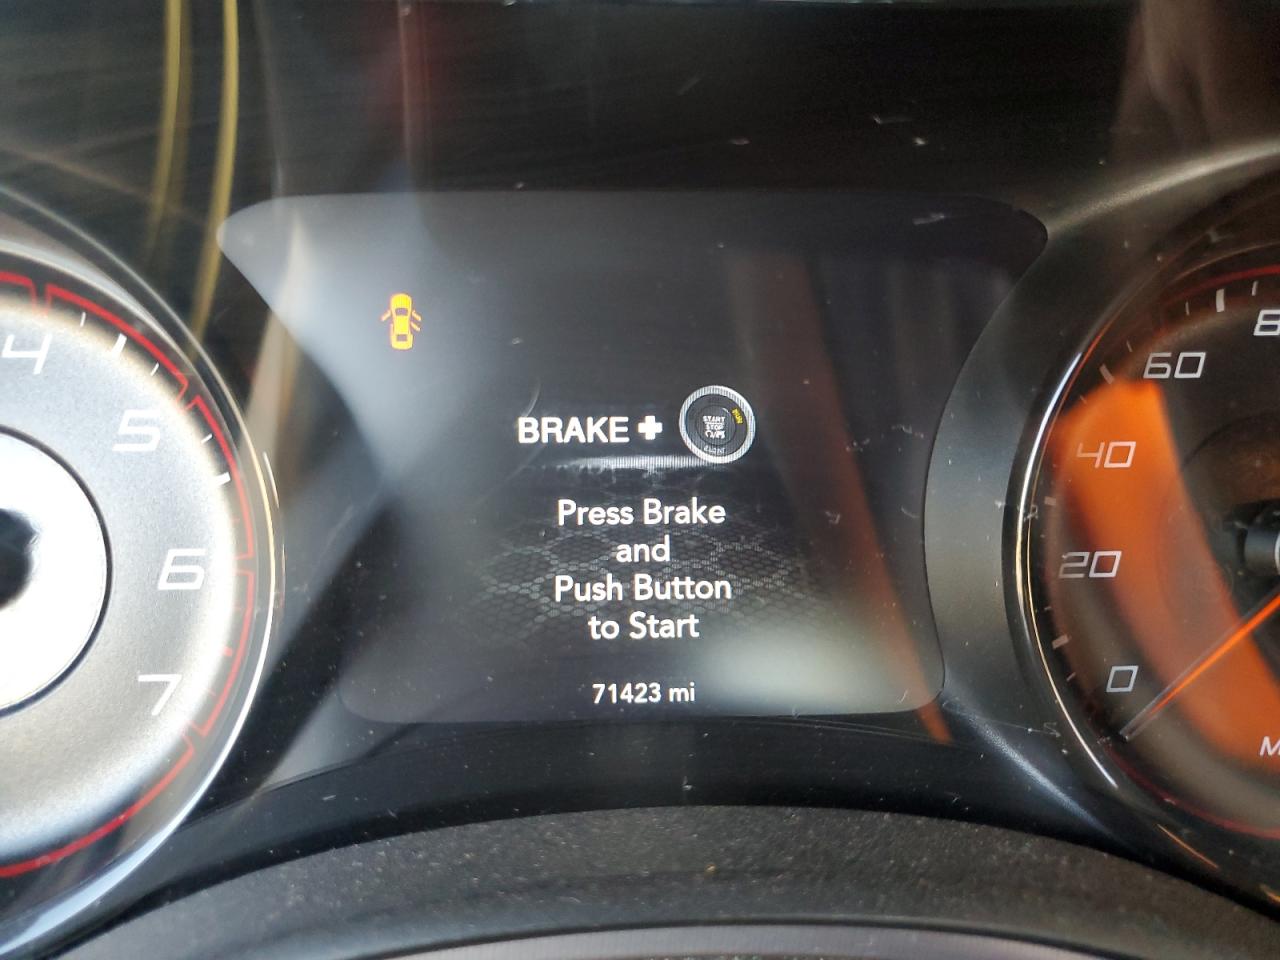 4
5
6
7
BRAKE +
START
STOP
RUN
Press Brake
and
Push Button
to Start
71423 mi
60
40
20
0